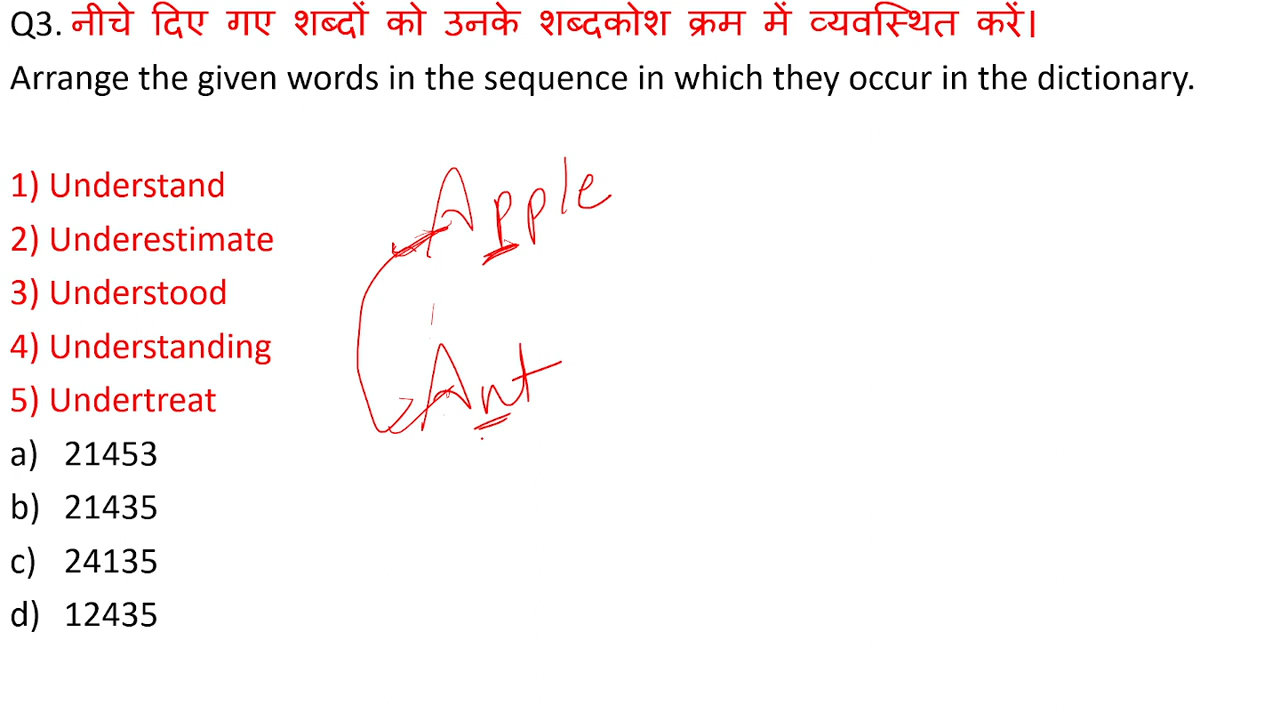 Q3. नीचे दिए गए शब्दों को उनके शब्दकोश क्रम में व्यवस्थित करें।
Arrange the given words in the sequence in which they occur in the dictionary.
1) Understand
2) Underestimate
3) Understood
4) Understanding
5) Undertreat
a) 21453
b) 21435
c) 24135
d) 12435
Apple
Ant